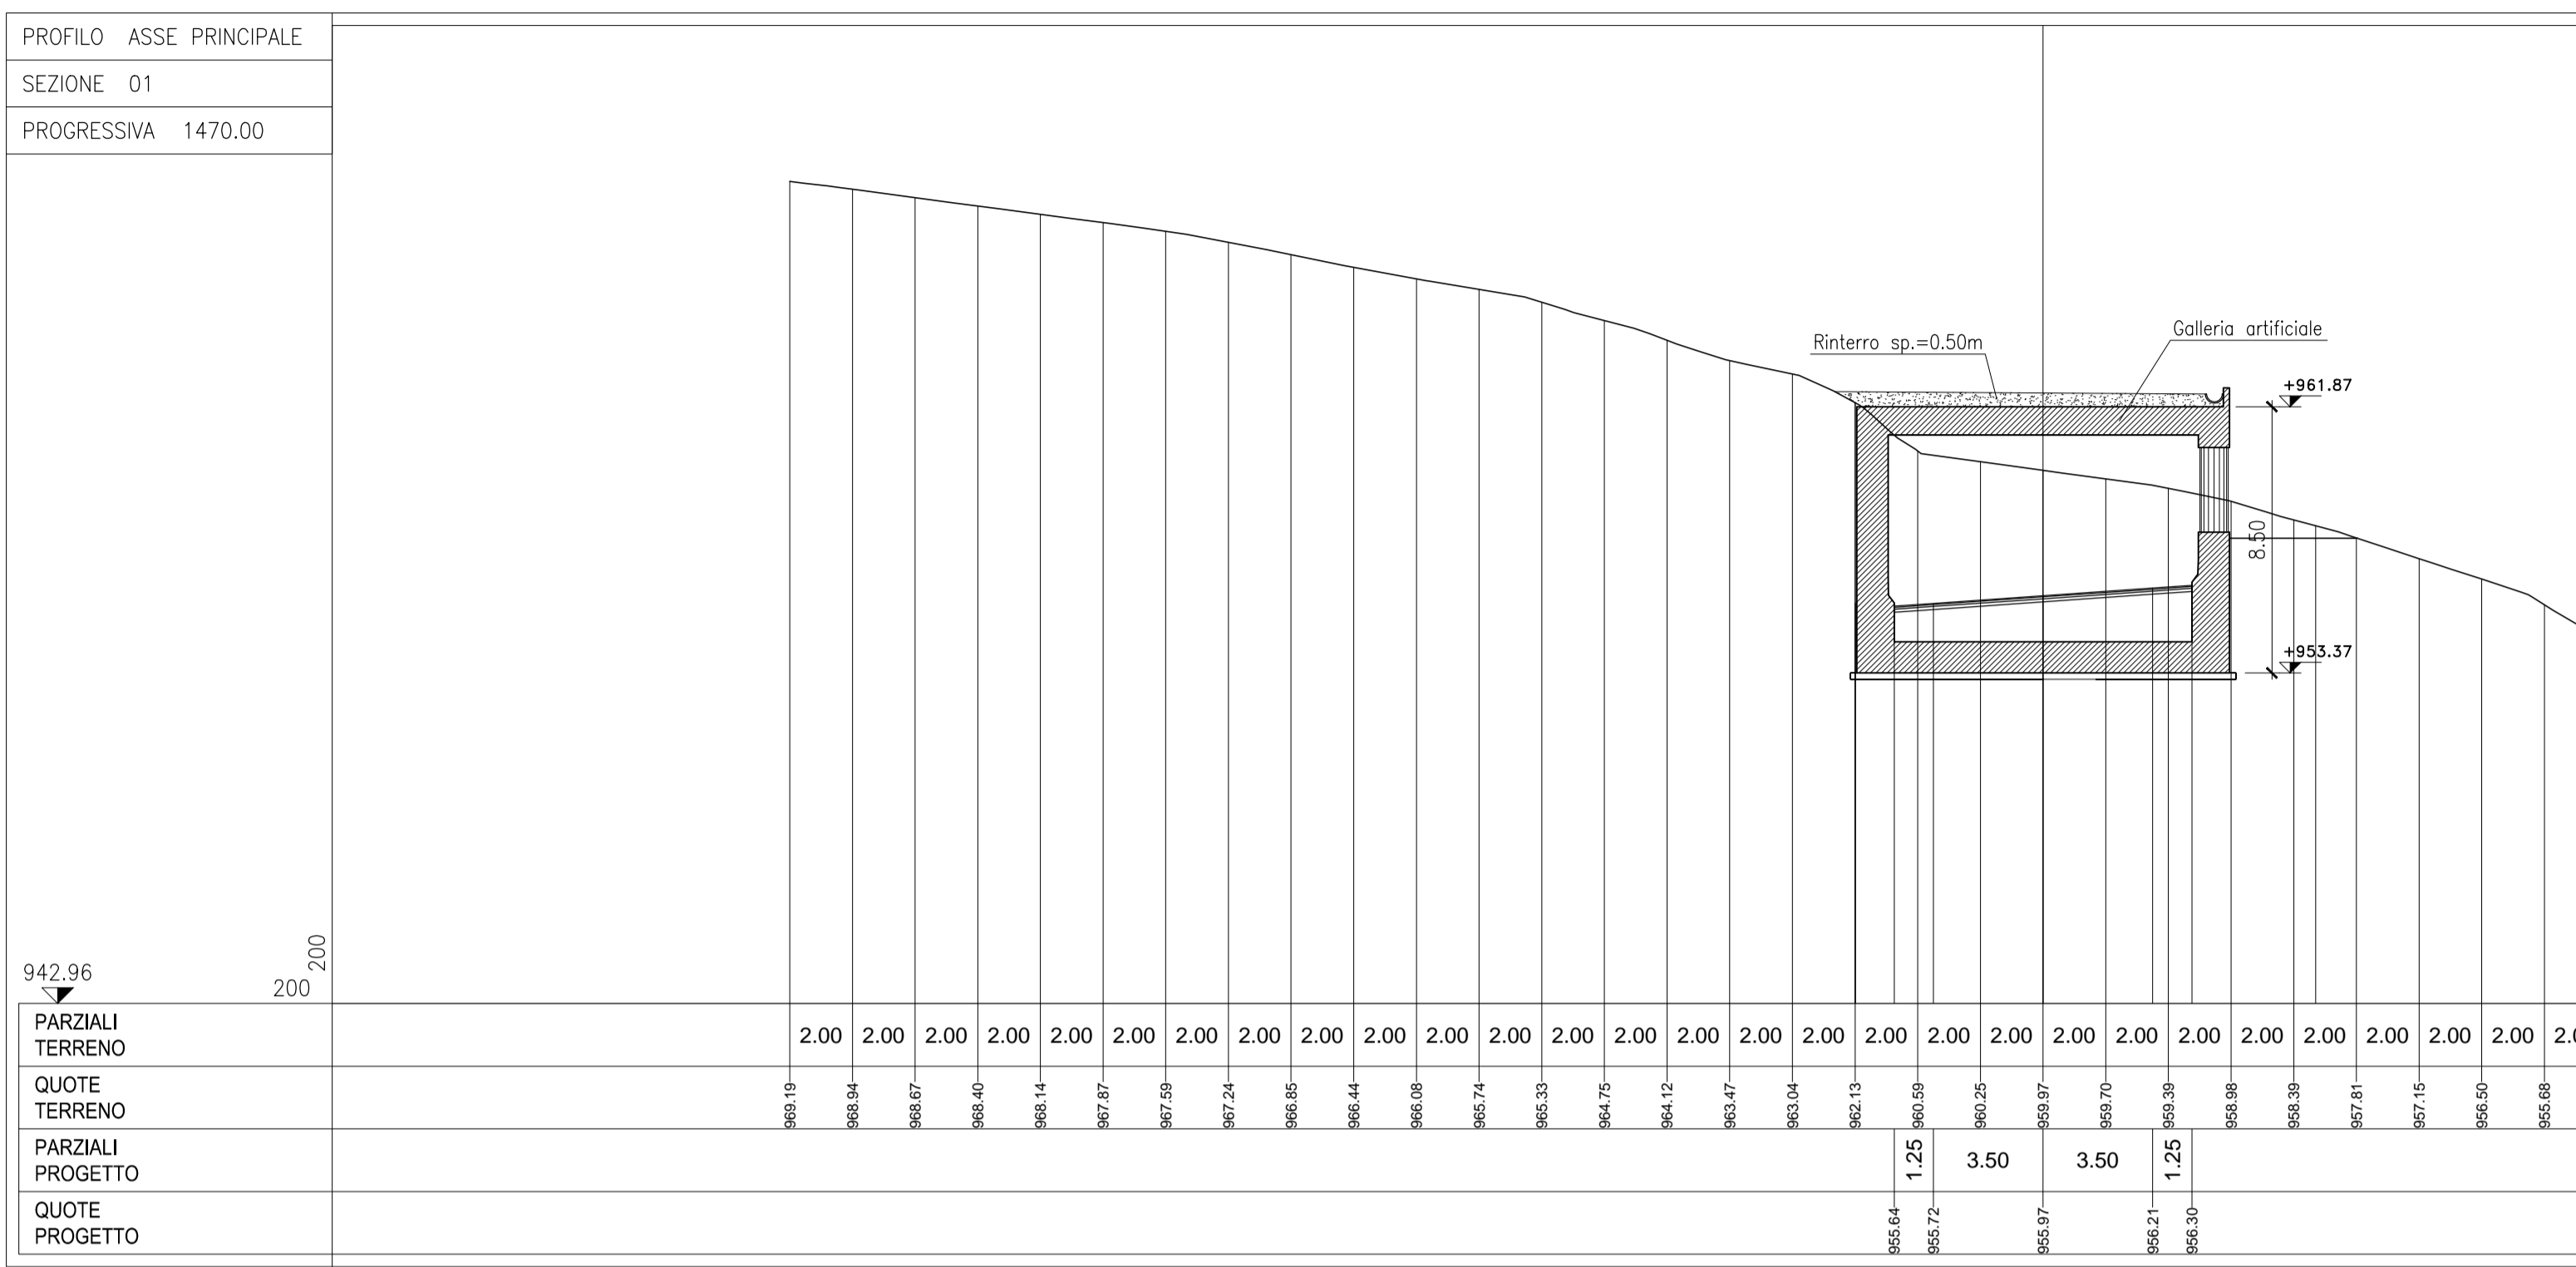 PROFILO ASSE PRINCIPALE
SEZIONE 01
PROGRESSIVA 1470.00
Galleria artificiale
Rinterro sp.=0.50m
+961.87
8.50
+953.37
200
942.96
200
PARZIALI
TERRENO
2.00 2.00 2.00 2.00 2.00 2.00 2.00 2.00 2.00 2.00 2.00 2.00 2.00 2.00 2.00 2.00 2.00 2.00 2.00 2.00 2.00 2.00 2.00 2.00 2.00 2.00 2.00 2.00
QUOTE
TERRENO
969.19 968.94 968.67 968.40 968.14 967.87 967.59 967.24 966.85 966.44 966.08 965.74 965.33 964.75 964.12 963.47 963.04 962.13 960.59 960.25 959.97 959.70 959.39 958.98 958.39 957.81 957.15 956.50 955.68
PARZIALI
PROGETTO
1.25 3.50 3.50 1.25
QUOTE
PROGETTO
955.64 955.72 955.97 956.21 956.30